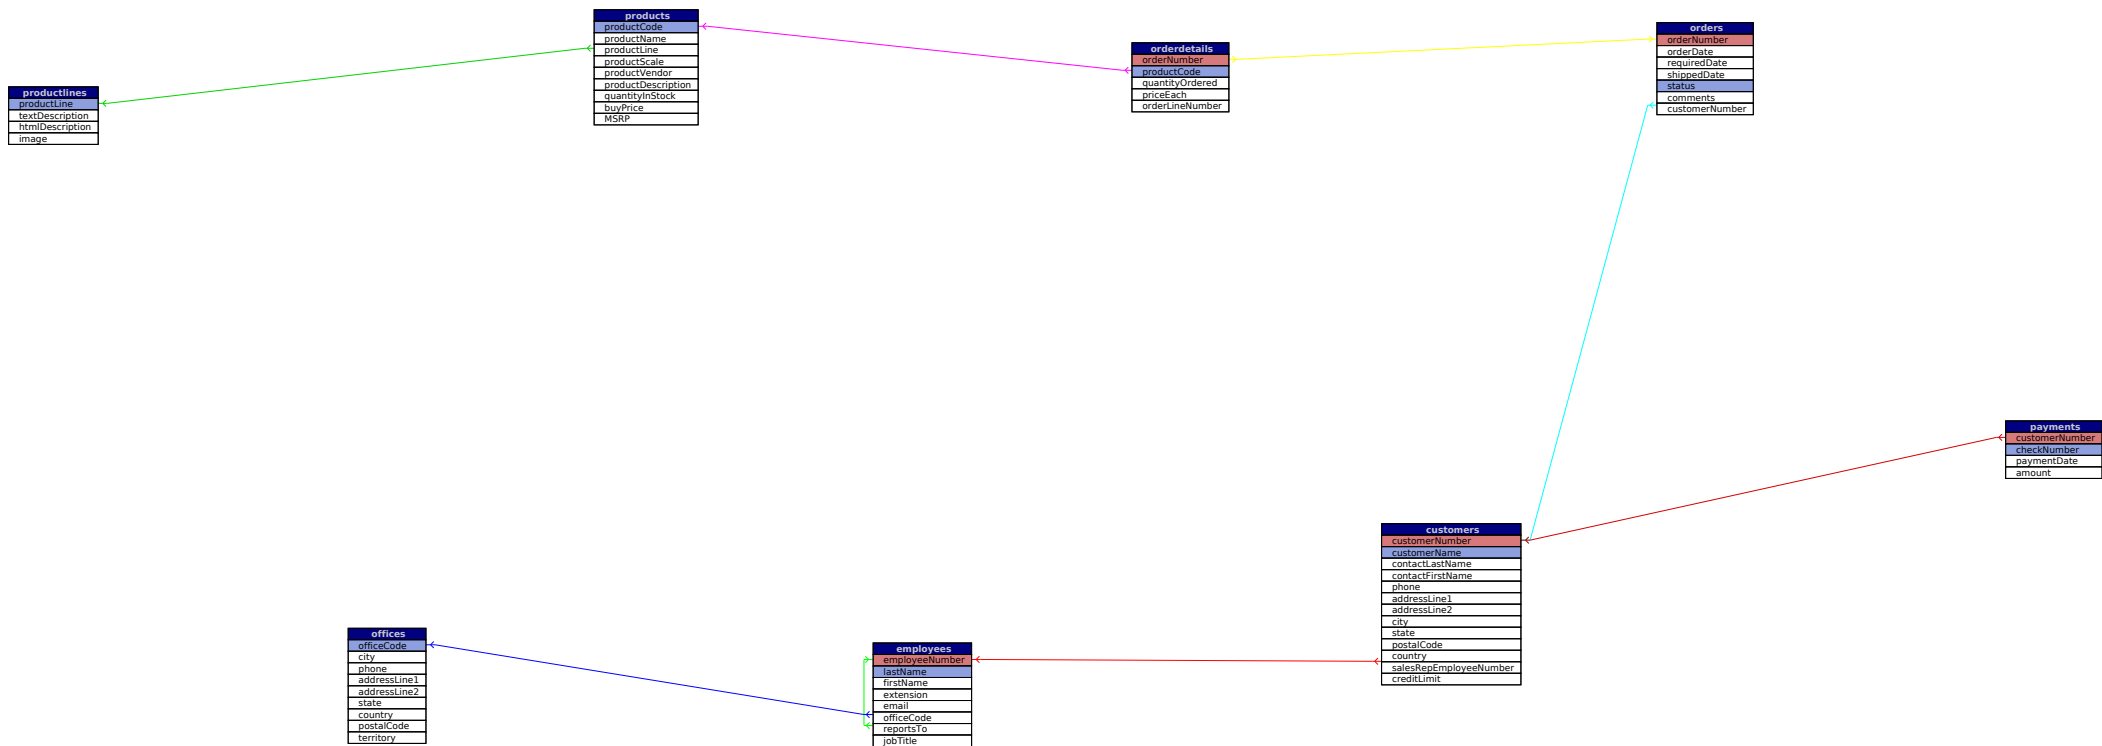 productlines
productLine
textDescription
htmlDescription
image
products
productCode
productName
productLine
productScale
productVendor
productDescription
quantityInStock
buyPrice
MSRP
orderdetails
orderNumber
productCode
quantityOrdered
priceEach
orderLineNumber
orders
orderNumber
orderDate
requiredDate
shippedDate
status
comments
customerNumber
payments
customerNumber
checkNumber
paymentDate
amount
customers
customerNumber
customerName
contactLastName
contactFirstName
phone
addressLine1
addressLine2
city
state
postalCode
country
salesRepEmployeeNumber
creditLimit
offices
officeCode
city
phone
addressLine1
addressLine2
state
country
postalCode
territory
employees
employeeNumber
lastName
firstName
extension
email
officeCode
reportsTo
jobTitle